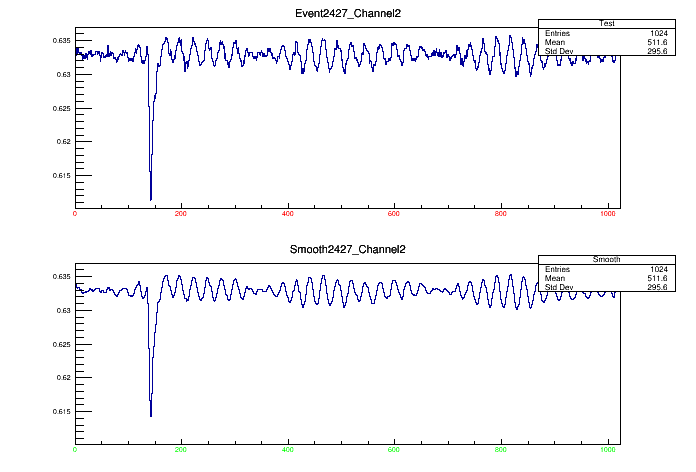 Event2427_Channel2
Test
Entries 1024
Mean 511.6
Std Dev 295.6
0.635
0.63
0.625
0.62
0.615
0 200 400 600 800 1000
Smooth2427_Channel2
Smooth
Entries 1024
Mean 511.6
Std Dev 295.6
0.635
0.63
0.625
0.62
0.615
0 200 400 600 800 1000